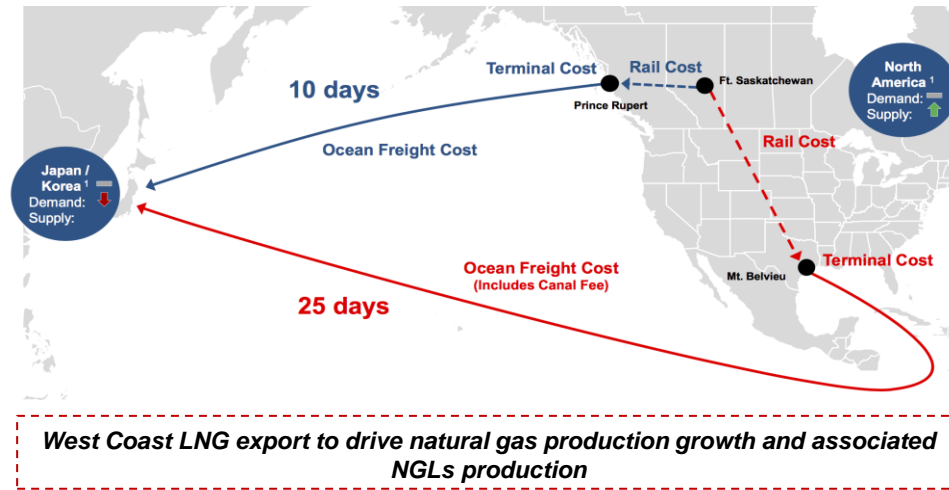 10 days
Terminal Cost
Rail Cost
Ft. Saskatchewan
Prince Rupert
North
America ¹
Demand:
Supply:
Rail Cost
Ocean Freight Cost
Japan /
Korea ¹
Demand:
Supply:
Terminal Cost
Mt. Belvieu
Ocean Freight Cost
(Includes Canal Fee)
25 days
West Coast LNG export to drive natural gas production growth and associated
NGLs production